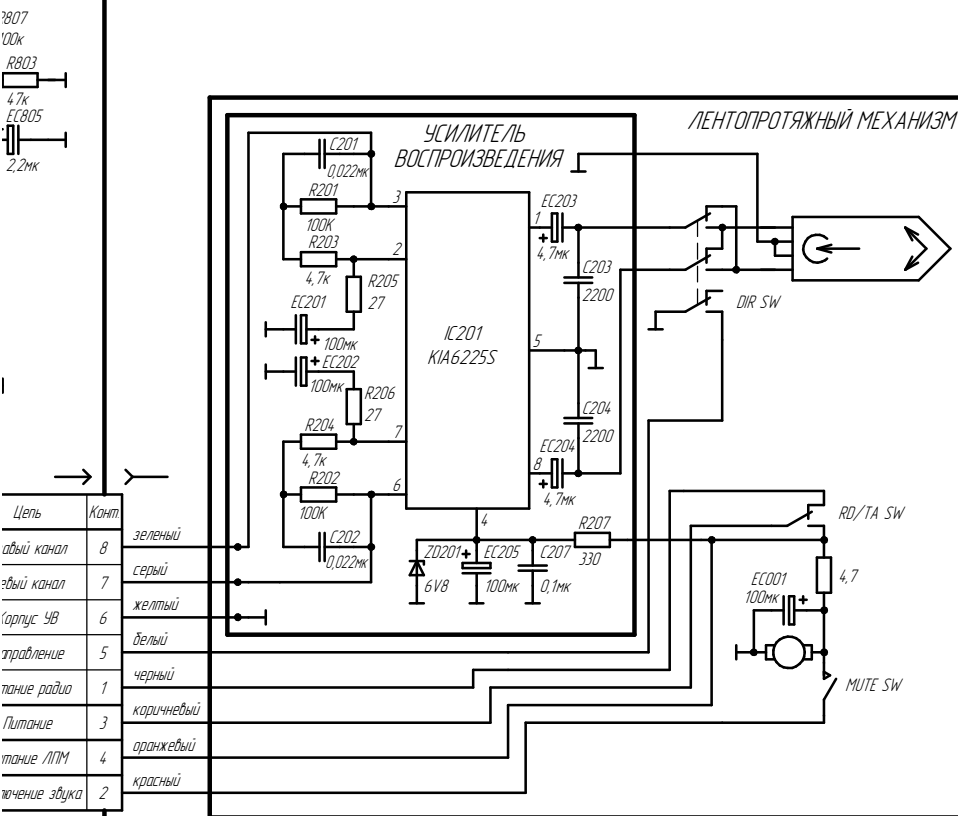 R803
47к
EC805
2,2мк
УСИЛИТЕЛЬ
ВОСПРОИЗВЕДЕНИЯ
ЛЕНТОПРОТЯЖНЫЙ МЕХАНИЗМ
C201
0,022мк
R201
100К
R203
4,7к
R205
27
EC201
100мк
EC202
100мк
R206
27
R204
4,7к
R202
100К
C202
0,022мк
3
2
7
6
IC201
KIA6225S
1
5
8
4
EC203
4,7мк
C203
2200
C204
2200
EC204
4,7мк
DIR SW
ZD201
6V8
EC205
100мк
C207
0,1мк
R207
330
RD/TA SW
4,7
EC001
100мк
MUTE SW
Цепь Конт.
канал 8 зеленый
канал 7 серый
УВ 6 желтый
5 белый
радио 1 черный
Питание 3 коричневый
ЛПМ 4 оранжевый
звука 2 красный